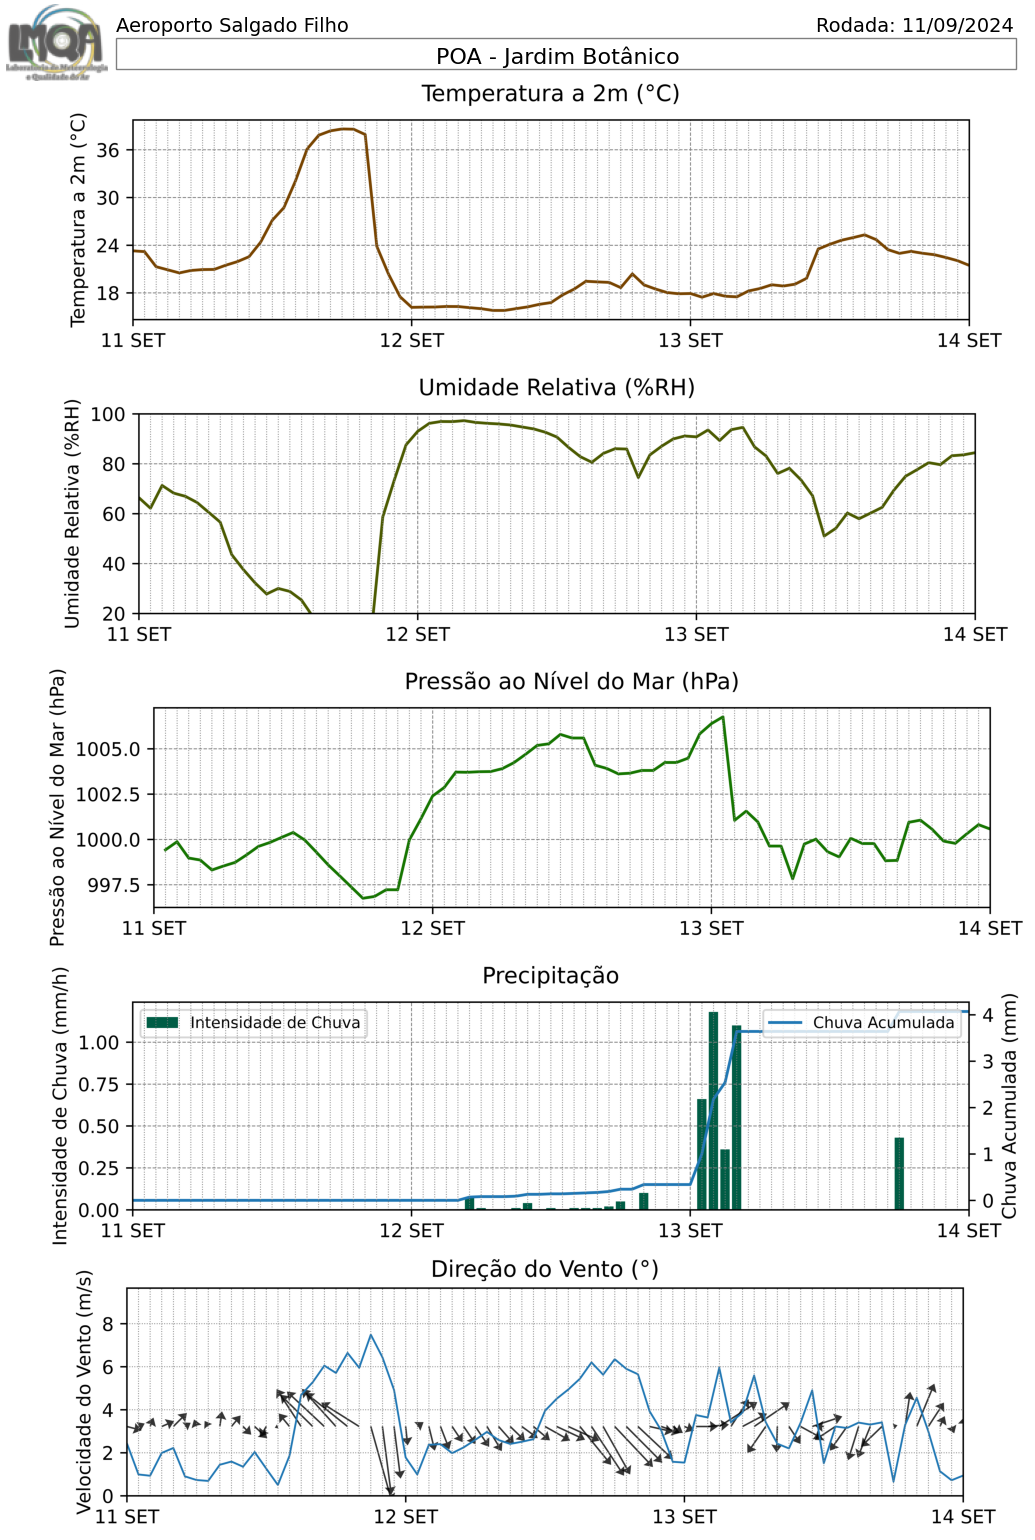 LMQA
Laboratório de Meteorologia
e Qualidade do Ar
Aeroporto Salgado Filho
Rodada: 11/09/2024
POA - Jardim Botânico
Temperatura a 2m (°C)
Temperatura a 2m (°C)
36
30
24
18
11 SET 12 SET 13 SET 14 SET
Umidade Relativa (%RH)
Umidade Relativa (%RH)
100
80
60
40
20
11 SET 12 SET 13 SET 14 SET
Pressão ao Nível do Mar (hPa)
Pressão ao Nível do Mar (hPa)
1005.0
1002.5
1000.0
997.5
11 SET 12 SET 13 SET 14 SET
Precipitação
Intensidade de Chuva (mm/h)
Intensidade de Chuva
Chuva Acumulada
1.00
0.75
0.50
0.25
0.00
4
3
2
1
0
Chuva Acumulada (mm)
11 SET 12 SET 13 SET 14 SET
Direção do Vento (°)
Velocidade do Vento (m/s)
8
6
4
2
0
11 SET 12 SET 13 SET 14 SET